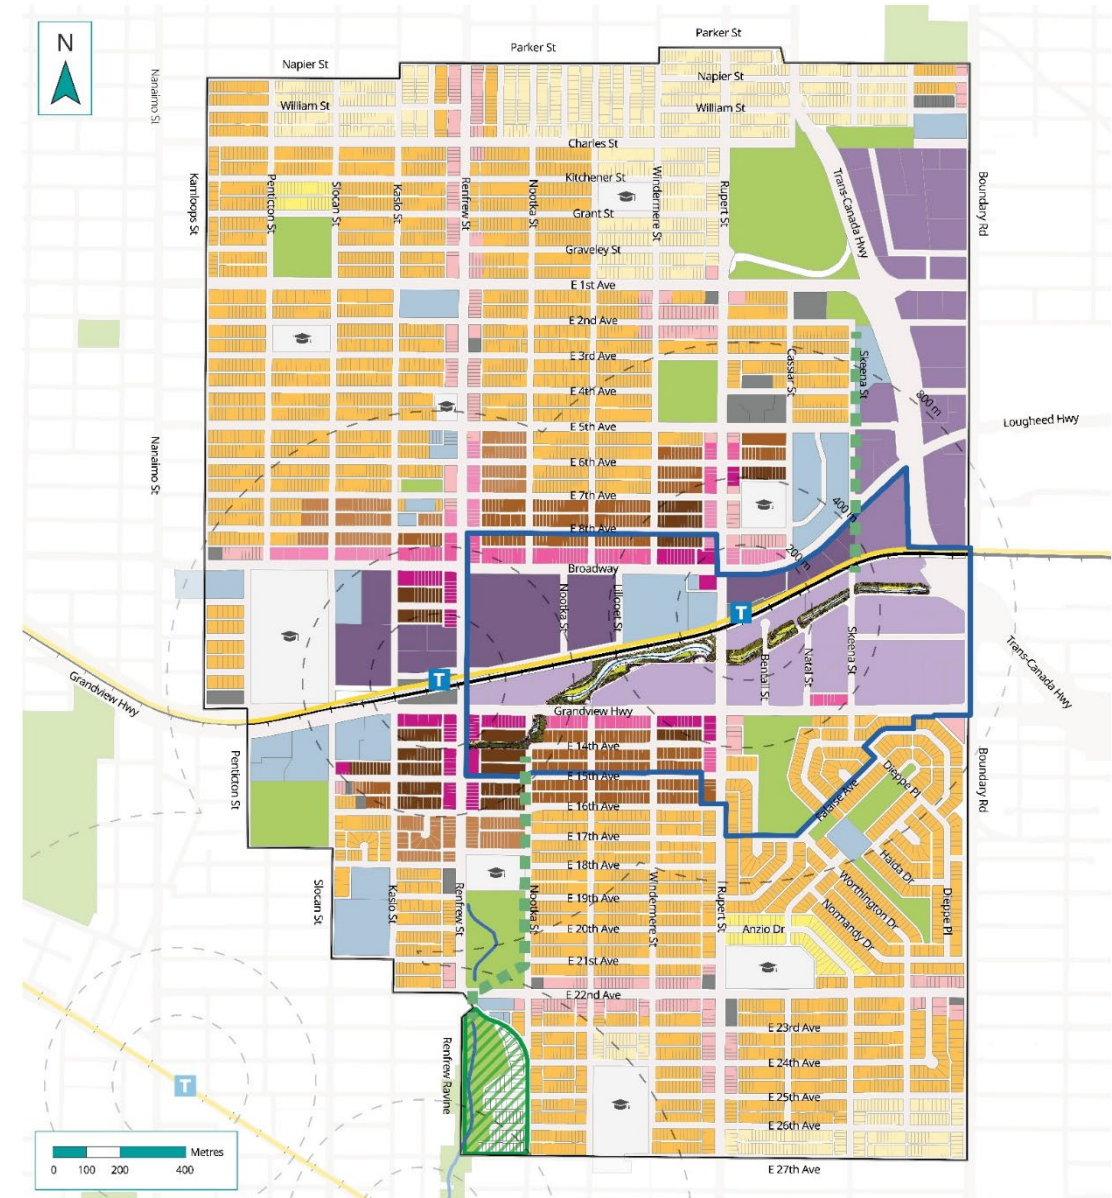 N
Parker St
Parker St
Napier St
Napier St
William St
William St
Nanaimo St
Charles St
Kitchener St
Grant St
Graveley St
Kamloops St
Penticton St
Slocan St
Kaslo St
Renfrew St
Nootka St
Windermere St
Rupert St
Trans-Canada Hwy
Boundary Rd
E 1st Ave
E 2nd Ave
E 3rd Ave
Cassiar St
Skeena St
E 4th Ave
800 m
Lougheed Hwy
E 5th Ave
Nanaimo St
E 6th Ave
E 7th Ave
400 m
E 8th Ave
200 m
Broadway
Nootka St
Lillooet St
T
T
Bentall St
Natal St
Skeena St
Trans-Canada Hwy
Grandview Hwy
Grandview Hwy
E 14th Ave
Penticton St
E 15th Ave
Dieppe Pl
Boundary Rd
Falaise Ave
E 16th Ave
E 17th Ave
E 18th Ave
Haida Dr
Slocan St
Kaslo St
Renfrew St
Nootka St
Windermere St
Rupert St
Worthington Dr
Normandy Dr
Dieppe Pl
E 19th Ave
E 20th Ave
Anzio Dr
E 21st Ave
E 22nd Ave
E 23rd Ave
Renfrew Ravine
E 24th Ave
T
E 25th Ave
E 26th Ave
E 27th Ave
Metres
0 100 200 400